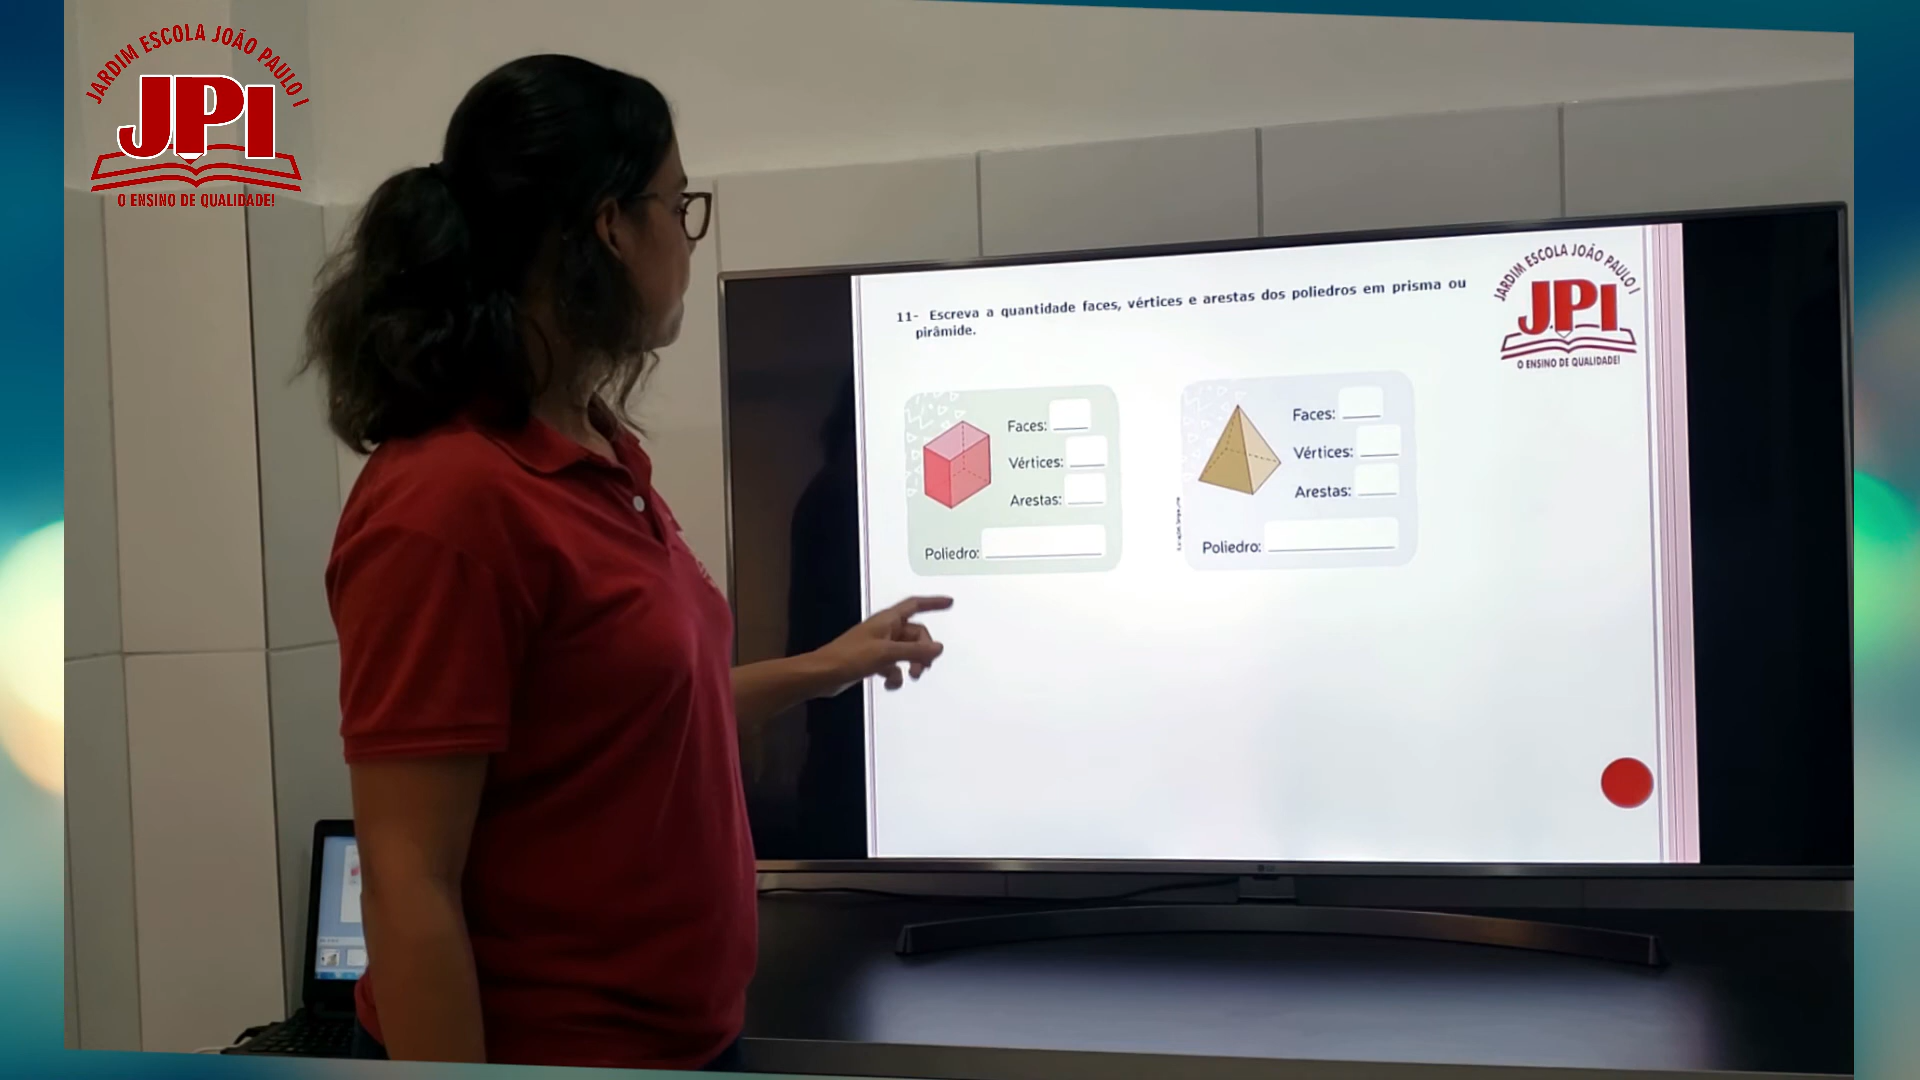 JARDIM ESCOLA JOÃO PAULO I
JPI
O ENSINO DE QUALIDADE!
JARDIM ESCOLA JOÃO PAULO I
JPI
O ENSINO DE QUALIDADE!
11- Escreva a quantidade faces, vértices e arestas dos poliedros em prisma ou
pirâmide.
Faces:
Vértices:
Arestas:
Poliedro:
Faces:
Vértices:
Arestas:
Poliedro:
LG